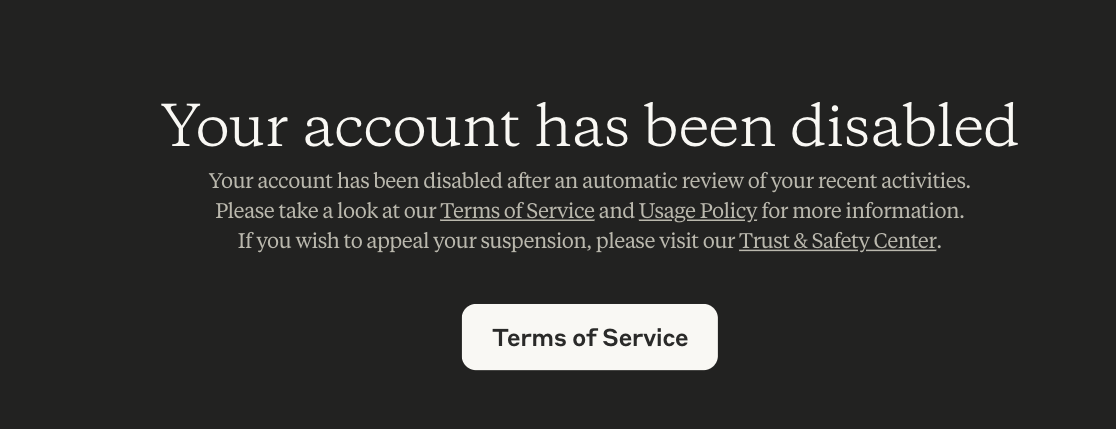 Your account has been disabled
Your account has been disabled after an automatic review of your recent activities.
Please take a look at our Terms of Service and Usage Policy for more information.
If you wish to appeal your suspension, please visit our Trust & Safety Center.
Terms of Service